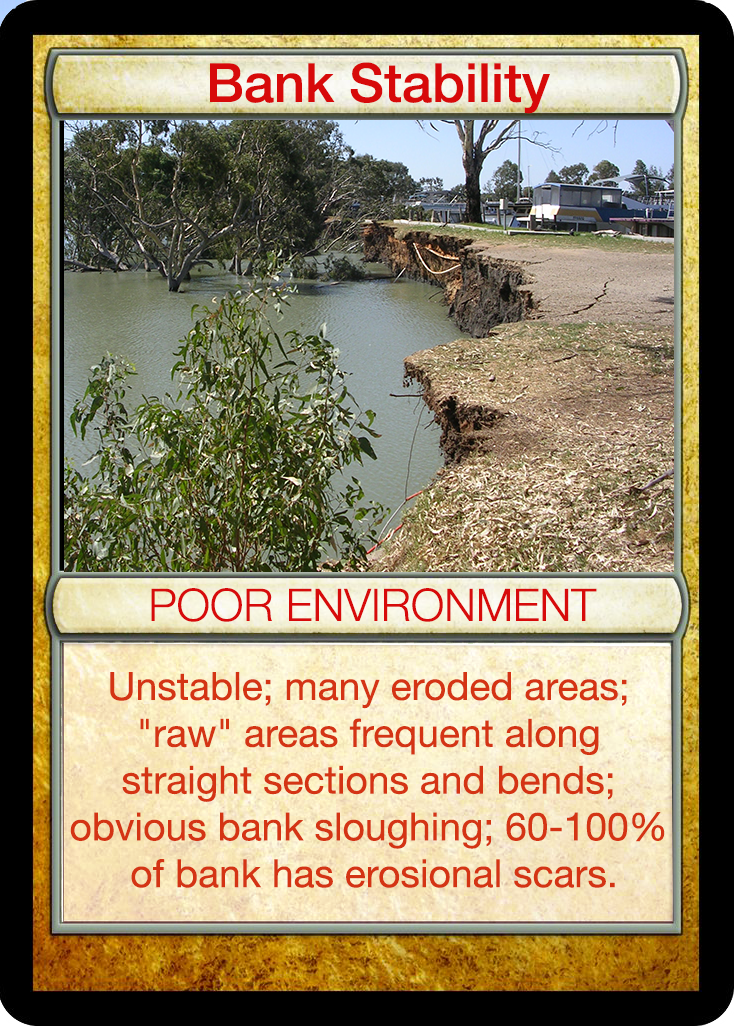 Bank Stability
POOR ENVIRONMENT
Unstable; many eroded areas;
"raw" areas frequent along
straight sections and bends;
obvious bank sloughing; 60-100%
of bank has erosional scars.